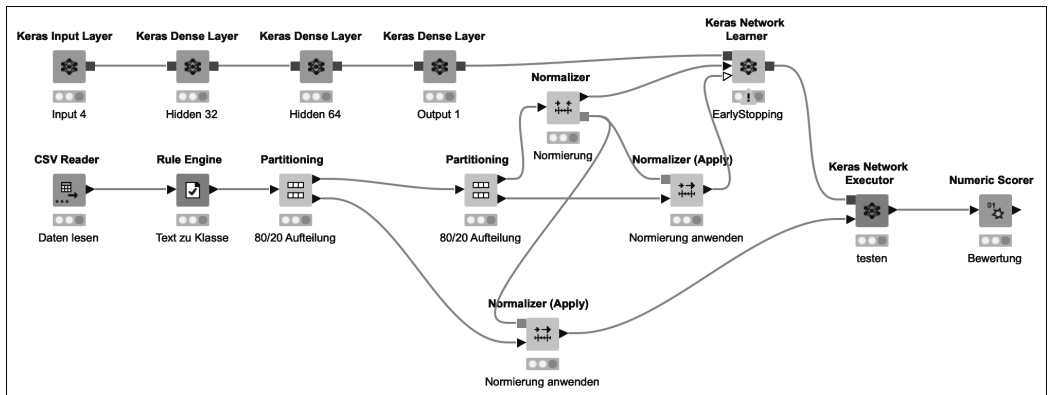 Keras Input Layer
Keras Dense Layer
Keras Dense Layer
Keras Dense Layer
Keras Network
Learner
Input 4
Hidden 32
Hidden 64
Output 1
EarlyStopping
Normalizer
Normierung
CSV Reader
Rule Engine
Partitioning
Partitioning
Normalizer (Apply)
Keras Network
Executor
Numeric Scorer
Daten lesen
Text zu Klasse
80/20 Aufteilung
80/20 Aufteilung
Normierung anwenden
testen
Bewertung
Normalizer (Apply)
Normierung anwenden